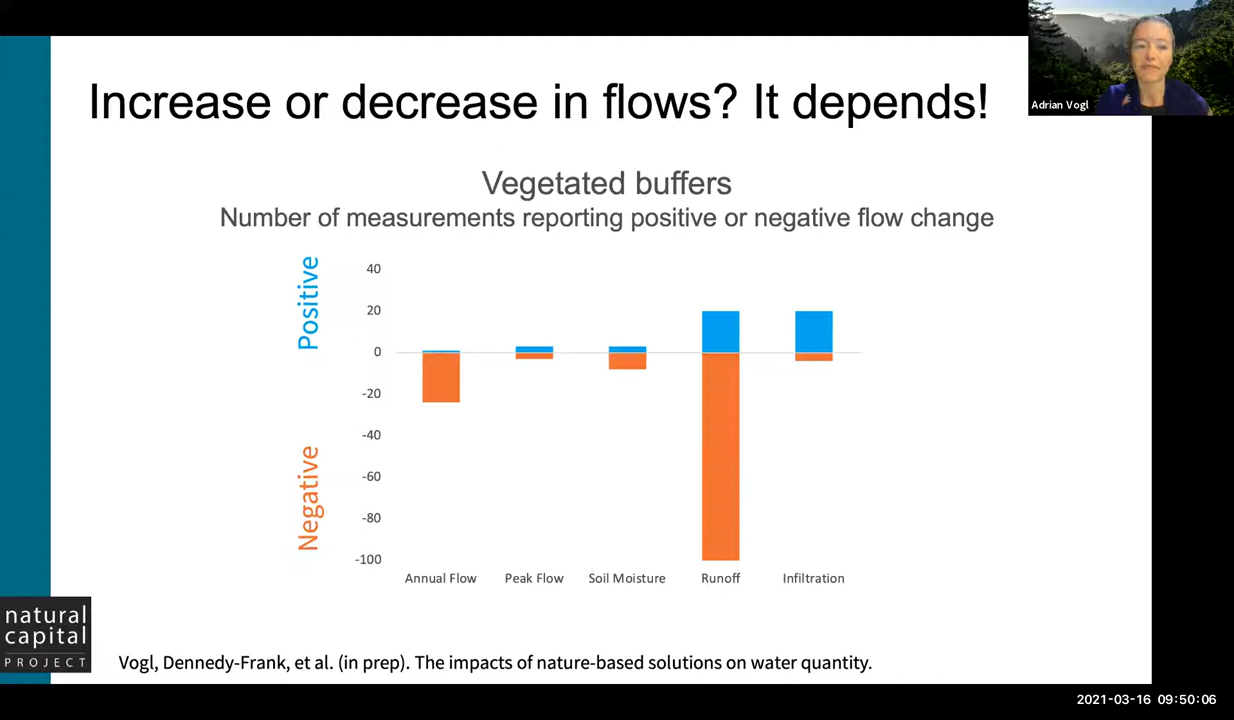 Increase or decrease in flows? It depends!
Adrian Vogl
Vegetated buffers
Number of measurements reporting positive or negative flow change
Positive
Negative
40
20
0
-20
-40
-60
-80
-100
Annual Flow
Peak Flow
Soil Moisture
Runoff
Infiltration
natural
capital
PROJECT
Vogl, Dennedy-Frank, et al. (in prep). The impacts of nature-based solutions on water quantity.
2021-03-16 09:50:06